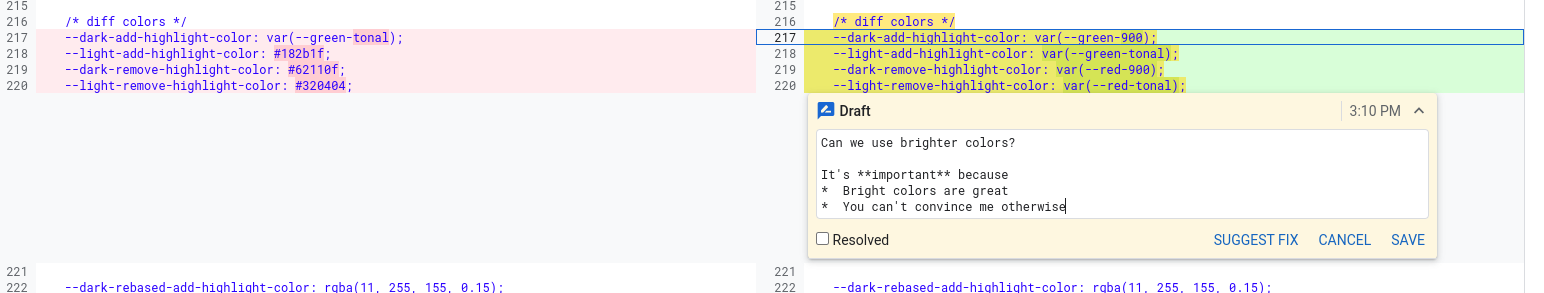 215
216 /* diff colors */
217 --dark-add-highlight-color: var(--green-tonal);
218 --light-add-highlight-color: #182b1f;
219 --dark-remove-highlight-color: #62110f;
220 --light-remove-highlight-color: #320404;
221
222 --dark-rebased-add-highlight-color: rgba(11, 255, 155, 0.15);
215
216 /* diff colors */
217 --dark-add-highlight-color: var(--green-900);
218 --light-add-highlight-color: var(--green-tonal);
219 --dark-remove-highlight-color: var(--red-900);
220 --light-remove-highlight-color: var(--red-tonal);
Draft 3:10 PM
Can we use brighter colors?
It's **important** because
*  Bright colors are great
*  You can't convince me otherwise
Resolved SUGGEST FIX CANCEL SAVE
221
222 --dark-rebased-add-highlight-color: rgba(11, 255, 155, 0.15);